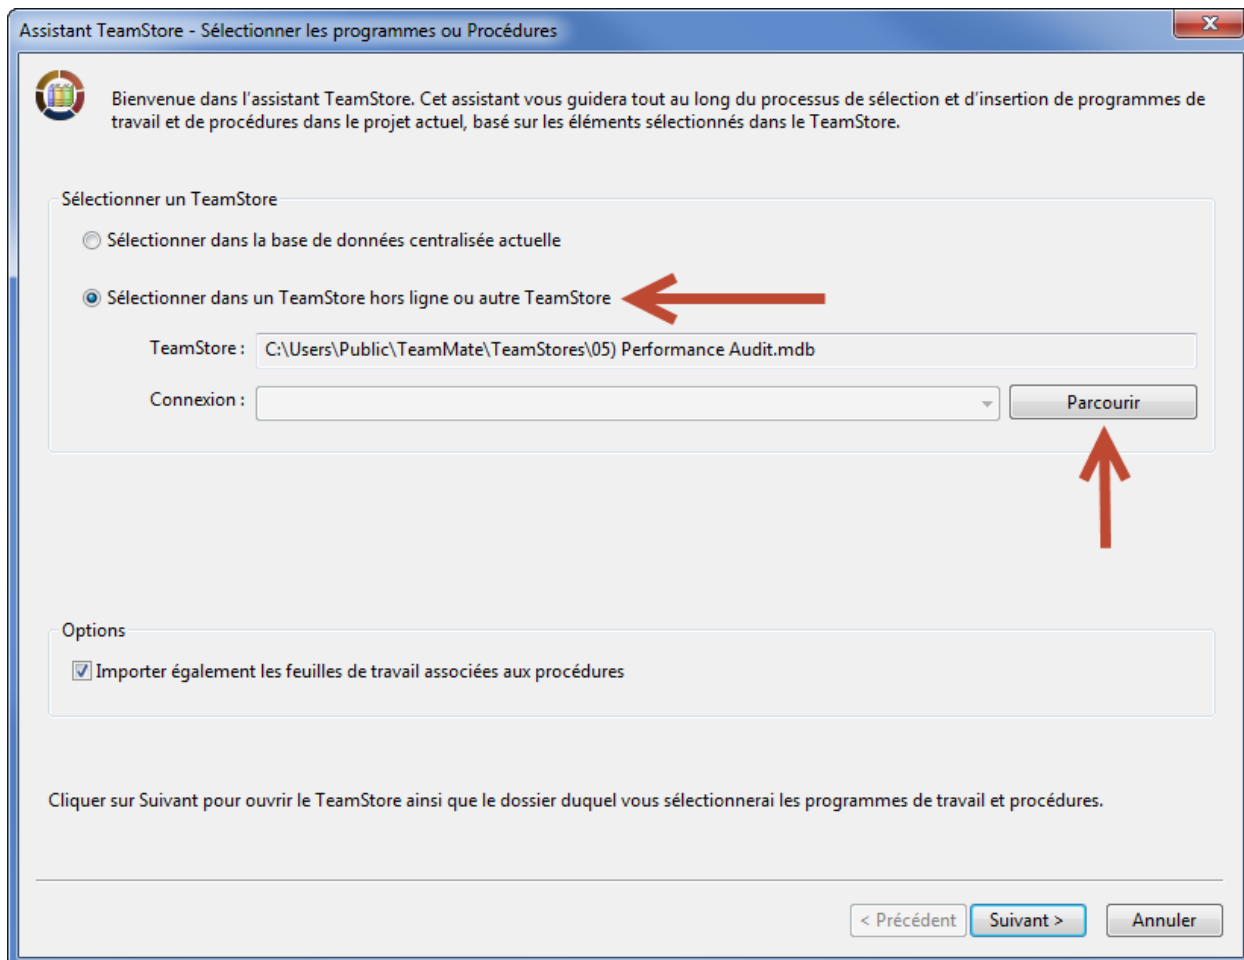 Assistant TeamStore - Sélectionner les programmes ou Procédures
Bienvenue dans l'assistant TeamStore. Cet assistant vous guidera tout au long du processus de sélection et d'insertion de programmes de
travail et de procédures dans le projet actuel, basé sur les éléments sélectionnés dans le TeamStore.
Sélectionner un TeamStore
Sélectionner dans la base de données centralisée actuelle
Sélectionner dans un TeamStore hors ligne ou autre TeamStore
TeamStore : C:\Users\Public\TeamMate\TeamStores\05) Performance Audit.mdb
Connexion : Parcourir
Options
Importer également les feuilles de travail associées aux procédures
Cliquer sur Suivant pour ouvrir le TeamStore ainsi que le dossier duquel vous sélectionnerai les programmes de travail et procédures.
< Précédent Suivant > Annuler